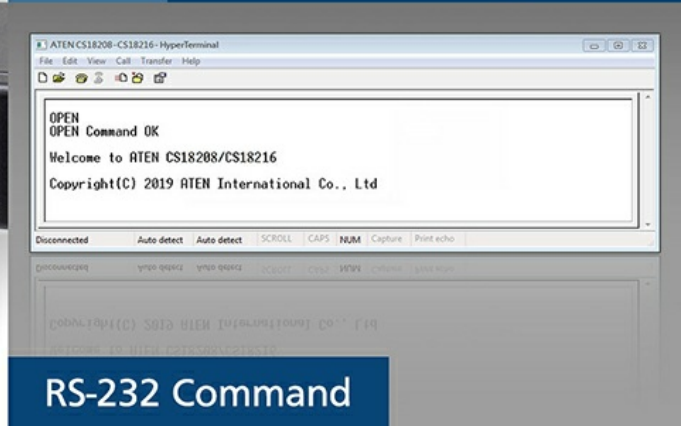 ATEN CS18208-CS18216- HyperTerminal
File Edit View Call Transfer Help
OPEN
OPEN Command OK
Welcome to ATEN CS18208/CS18216
Copyright(C) 2019 ATEN International Co., Ltd
Disconnected Auto detect Auto detect SCROLL CAPS NUM Capture Print echo
RS-232 Command